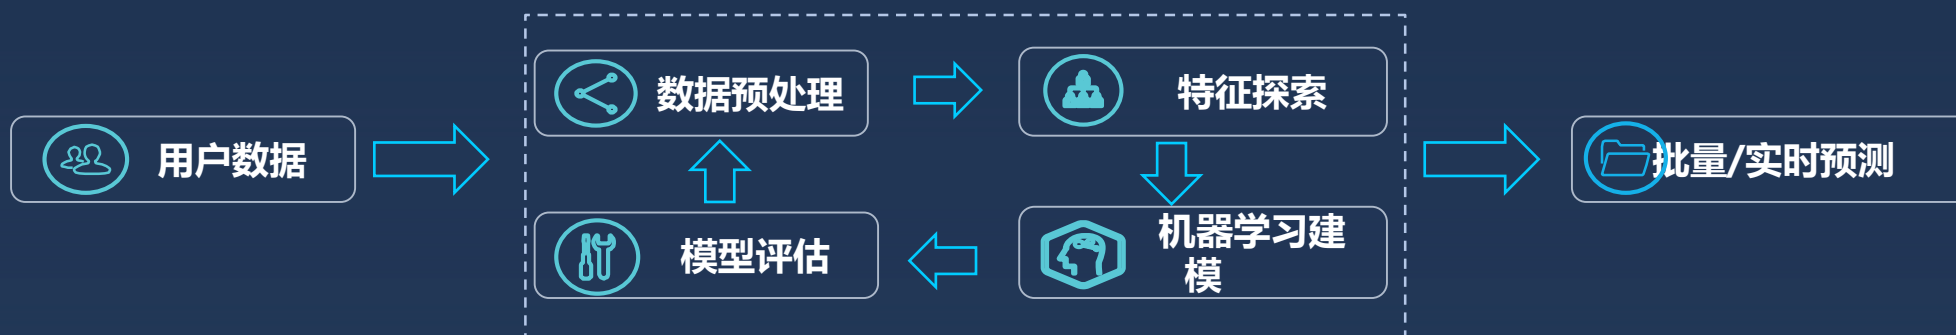 用户数据
数据预处理
特征探索
机器学习建
模
模型评估
批量/实时预测